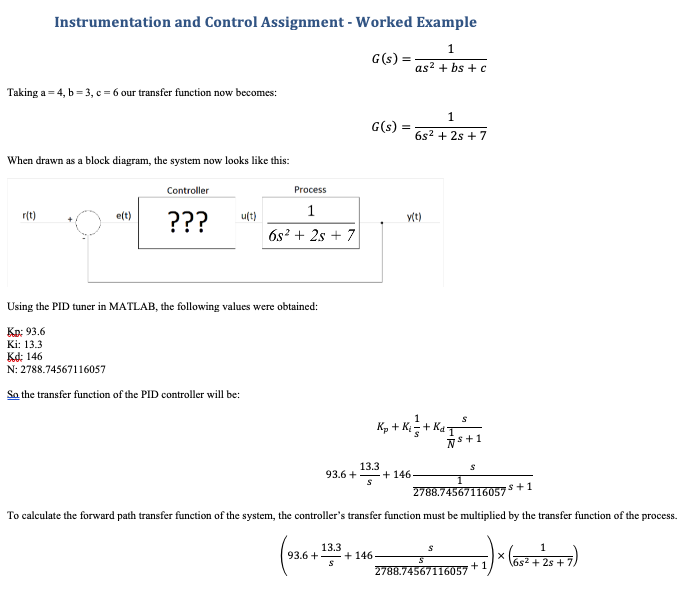 Instrumentation and Control Assignment - Worked Example
G(s) = 1 / (as² + bs + c)
Taking a = 4, b = 3, c = 6 our transfer function now becomes:
G(s) = 1 / (6s² + 2s + 7)
When drawn as a block diagram, the system now looks like this:
Controller Process
r(t) + - e(t) ??? u(t) 1 / (6s² + 2s + 7) y(t)
Using the PID tuner in MATLAB, the following values were obtained:
Kp: 93.6
Ki: 13.3
Kd: 146
N: 2788.74567116057
So the transfer function of the PID controller will be:
Kₚ + Kᵢ 1/s + K_d s / (1/N s + 1)
93.6 + 13.3/s + 146 s / (1/2788.74567116057 s + 1)
To calculate the forward path transfer function of the system, the controller's transfer function must be multiplied by the transfer function of the process.
(93.6 + 13.3/s + 146 s / (s/2788.74567116057 + 1)) × (1 / (6s² + 2s + 7))